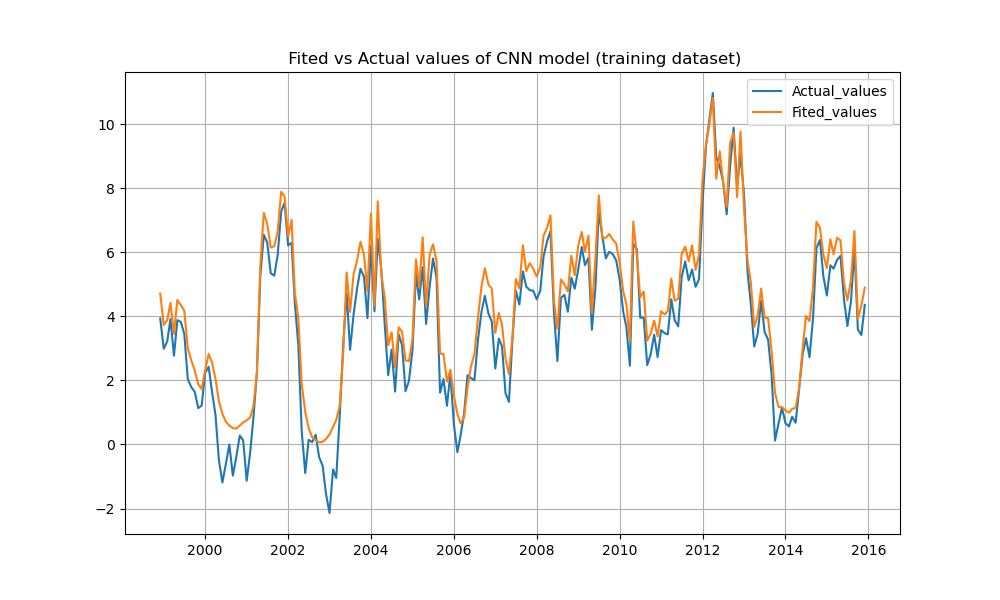 Fited vs Actual values of CNN model (training dataset)
Actual_values
Fited_values
10
8
6
4
2
0
−2
2000 2002 2004 2006 2008 2010 2012 2014 2016